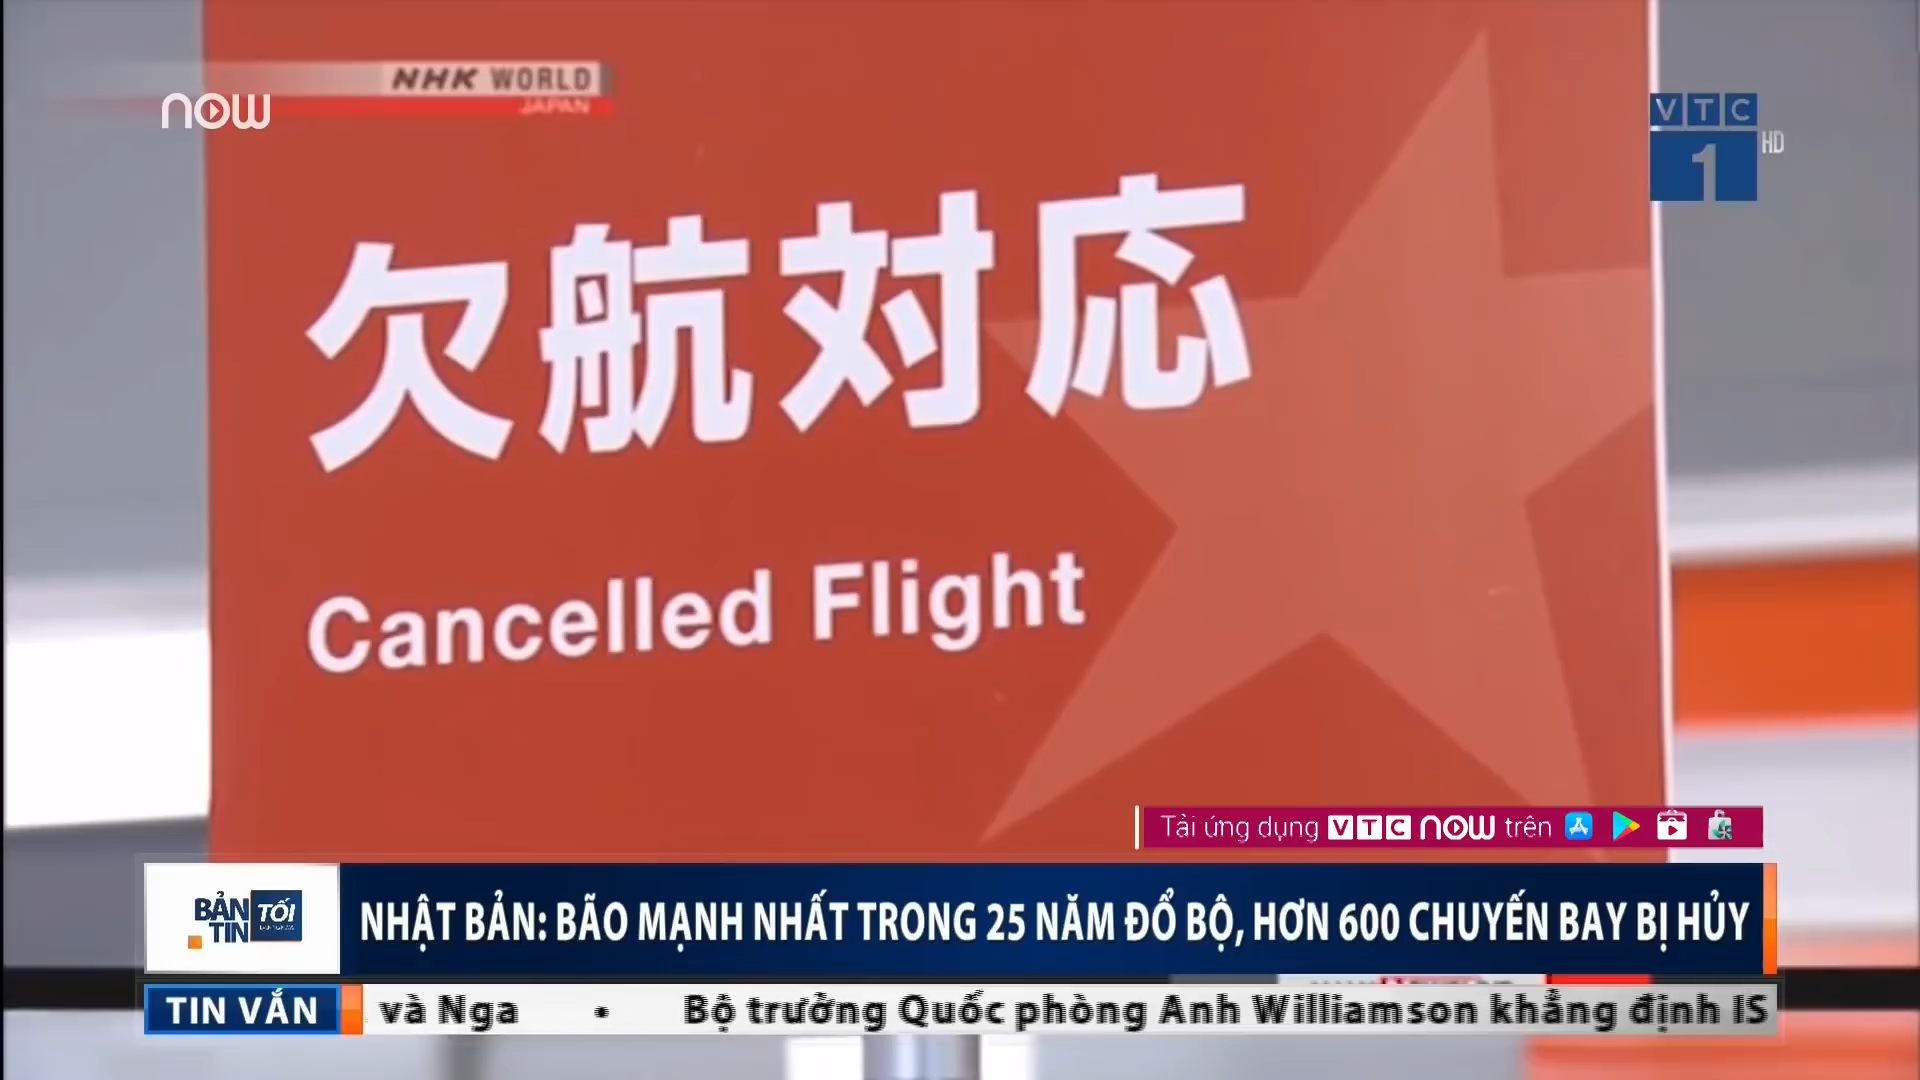 NHK WORLD
JAPAN
now
VTC
1
HD
欠航対応
Cancelled Flight
Tải ứng dụng VTC now trên
BẢN TIN TỐI
NHẬT BẢN: BÃO MẠNH NHẤT TRONG 25 NĂM ĐỔ BỘ, HƠN 600 CHUYẾN BAY BỊ HỦY
TIN VẮN
và Nga • Bộ trưởng Quốc phòng Anh Williamson khẳng định IS